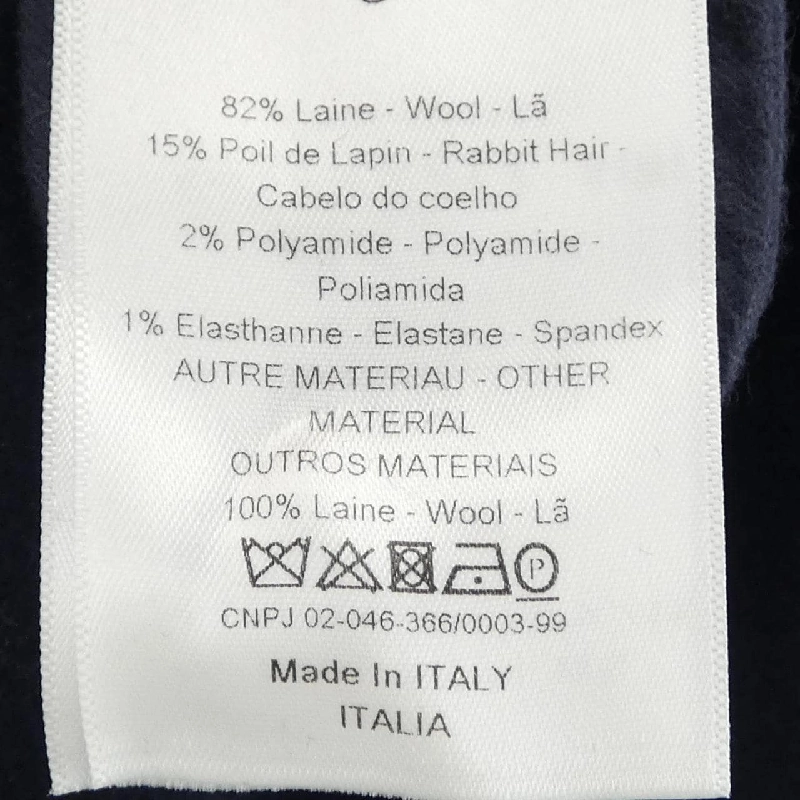 82% Laine - Wool - Lã
15% Poil de Lapin - Rabbit Hair -
Cabelo do coelho
2% Polyamide - Polyamide -
Poliamida
1% Elasthanne - Elastane - Spandex
AUTRE MATERIAU - OTHER
MATERIAL
OUTROS MATERIAIS
100% Laine - Wool - Lã
P
CNPJ 02-046-366/0003-99
Made In ITALY
ITALIA